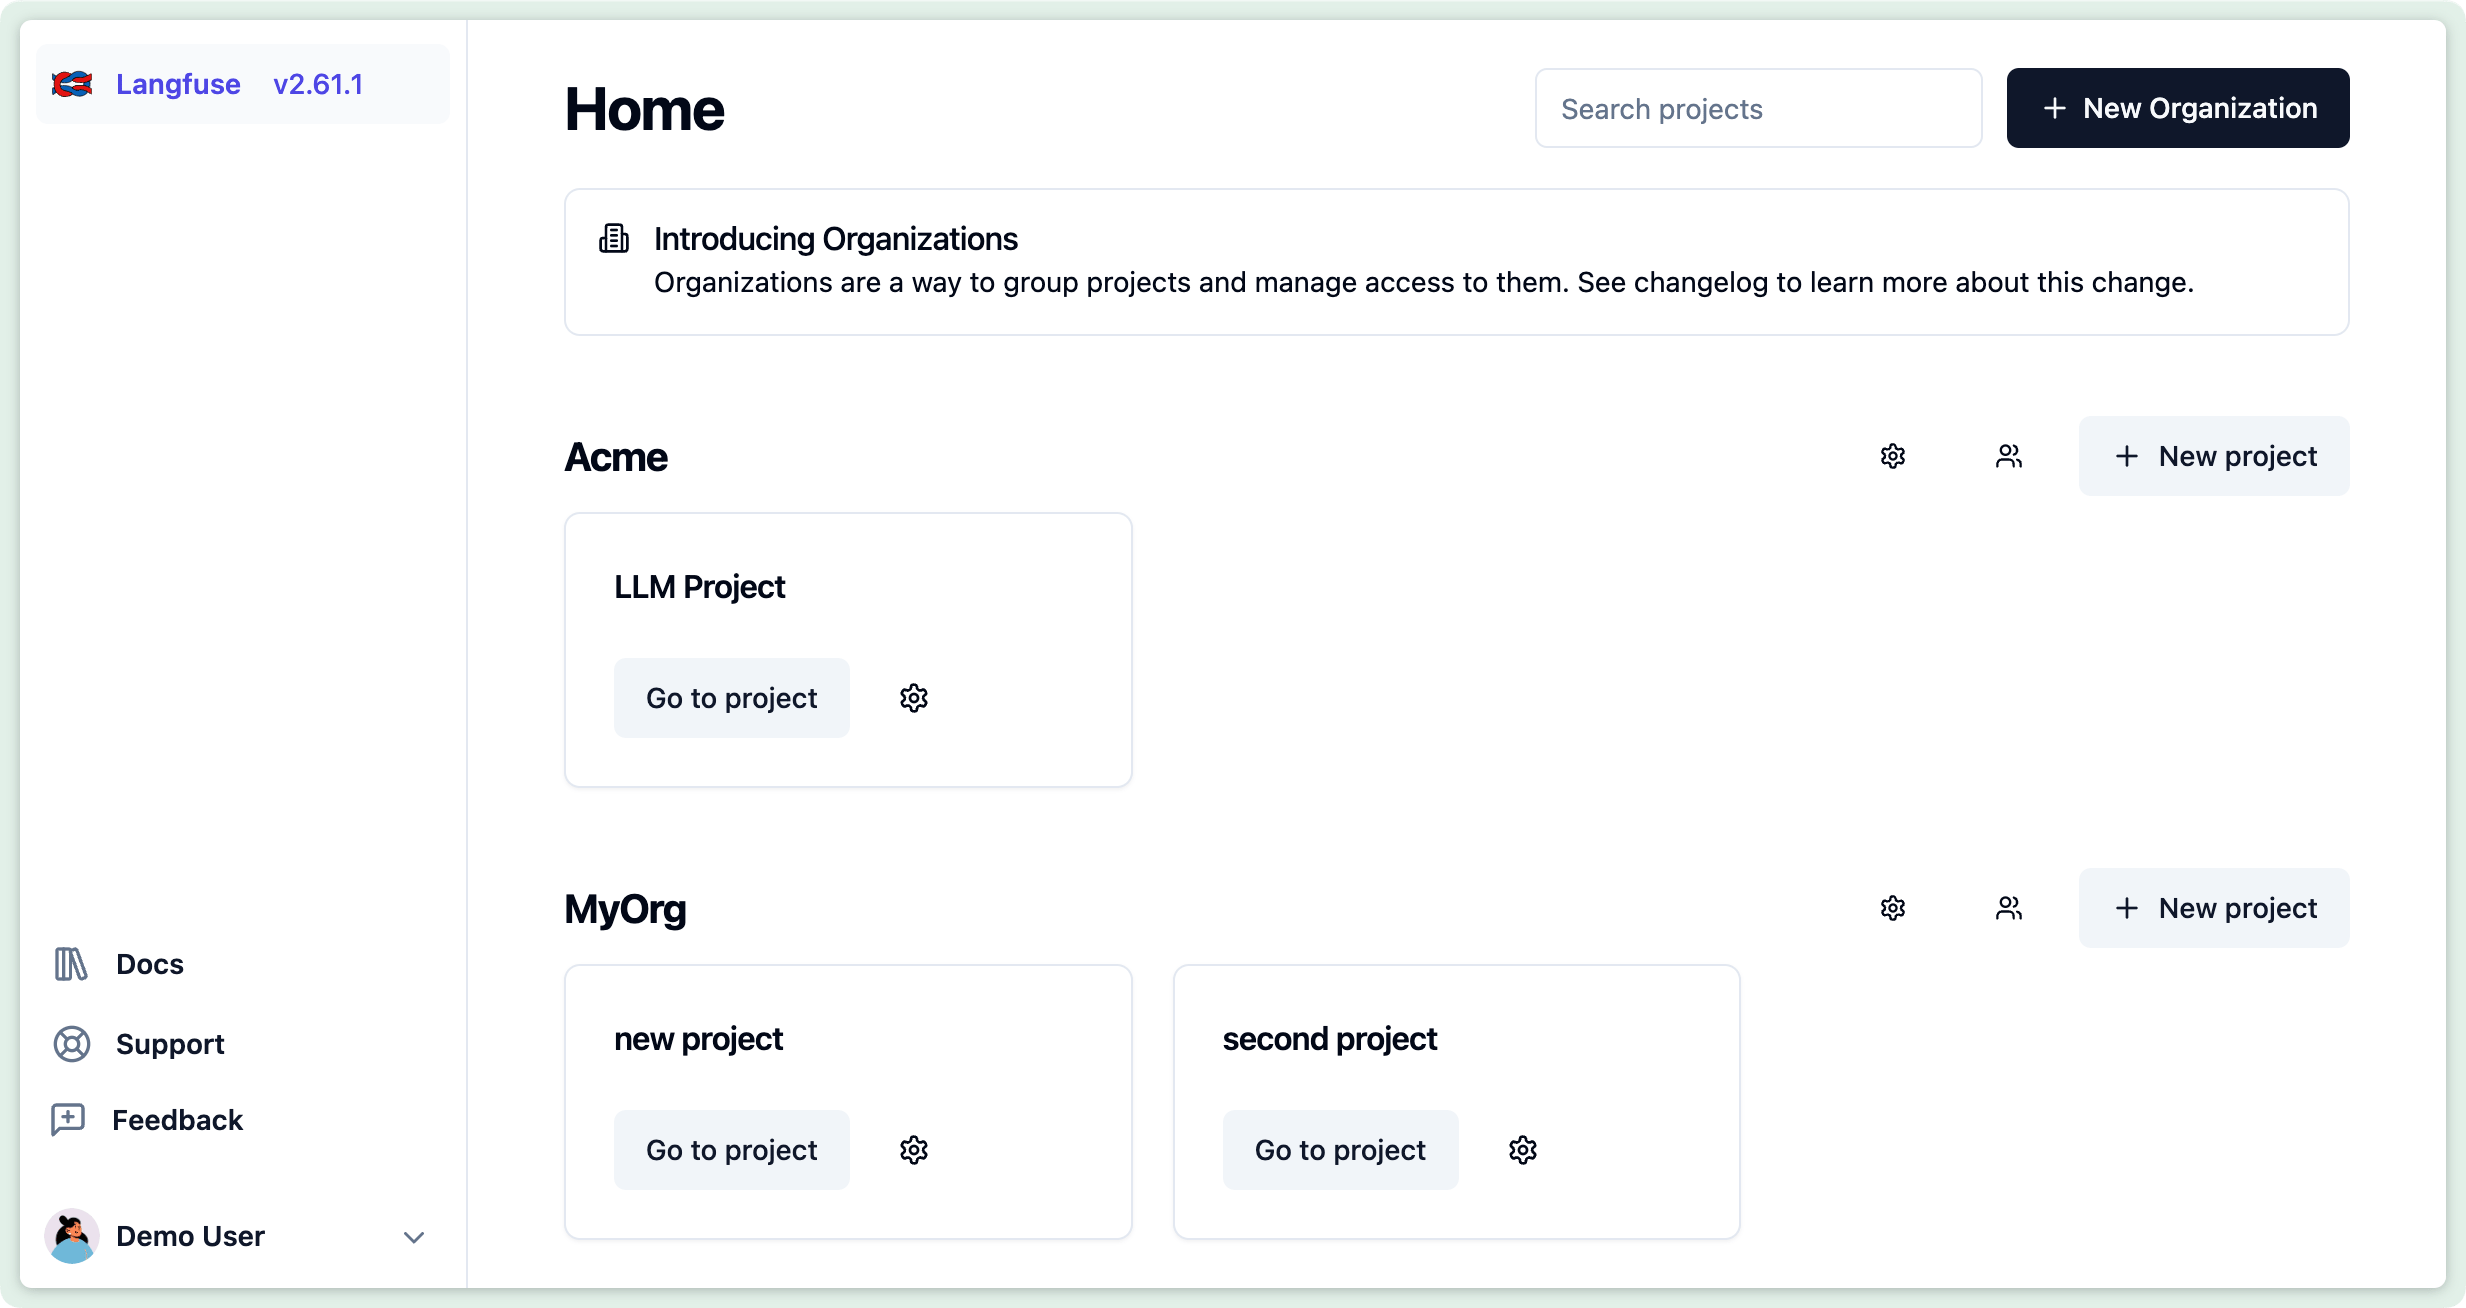 Langfuse v2.61.1
Home
Search projects
New Organization
Introducing Organizations
Organizations are a way to group projects and manage access to them. See changelog to learn more about this change.
Acme
New project
LLM Project
Go to project
MyOrg
New project
new project
Go to project
second project
Go to project
Docs
Support
Feedback
Demo User